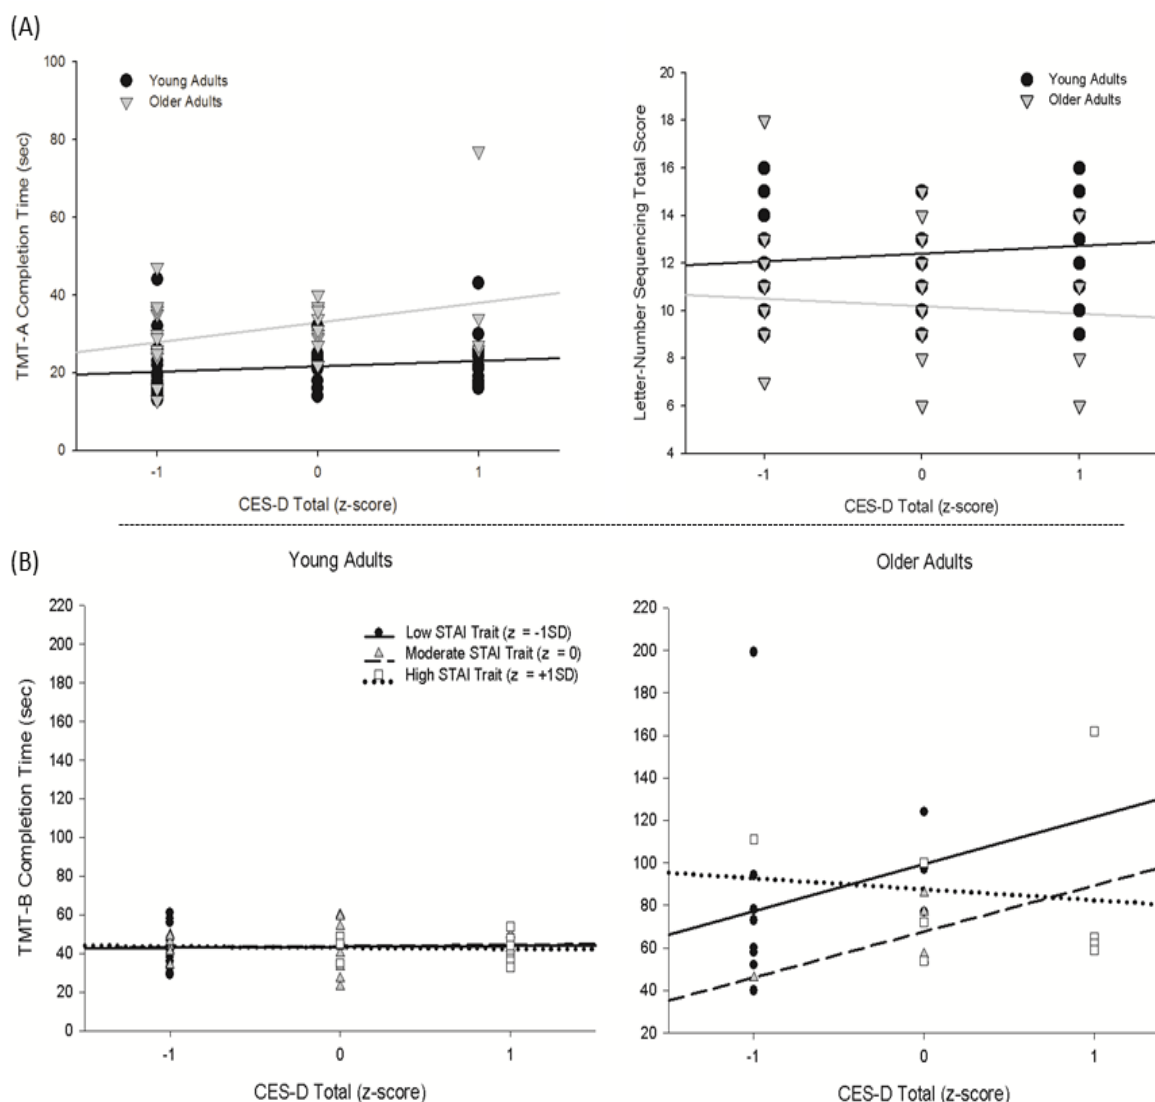 (A)
100
80
60
40
20
0
TMT-A Completion Time (sec)
Young Adults
Older Adults
-1
0
1
CES-D Total (z-score)
20
18
16
14
12
10
8
6
4
Letter-Number Sequencing Total Score
Young Adults
Older Adults
-1
0
1
CES-D Total (z-score)
(B)
Young Adults
220
200
180
160
140
120
100
80
60
40
20
0
TMT-B Completion Time (sec)
Low STAI Trait (z = -1SD)
Moderate STAI Trait (z = 0)
High STAI Trait (z = +1SD)
-1
0
1
CES-D Total (z-score)
Older Adults
220
200
180
160
140
120
100
80
60
40
20
-1
0
1
CES-D Total (z-score)